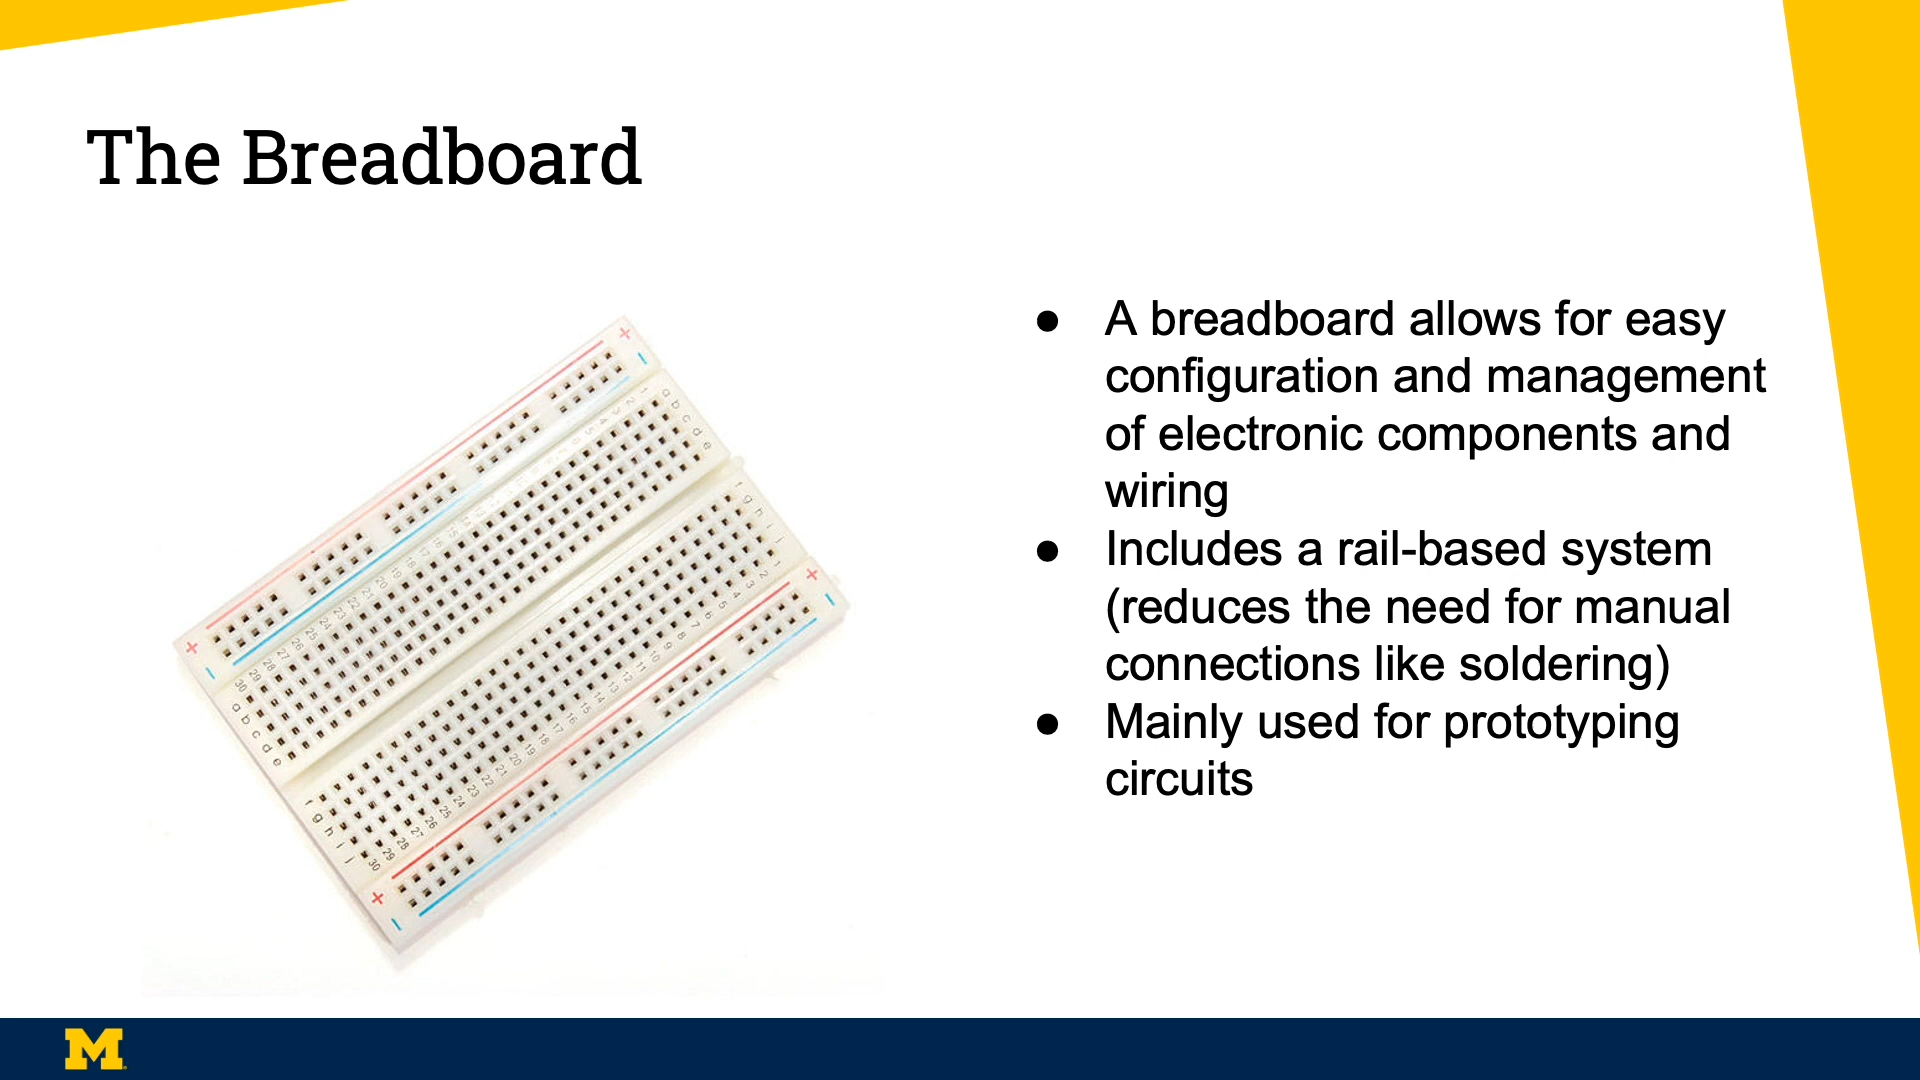 The Breadboard
● A breadboard allows for easy
configuration and management
of electronic components and
wiring
● Includes a rail-based system
(reduces the need for manual
connections like soldering)
● Mainly used for prototyping
circuits
M